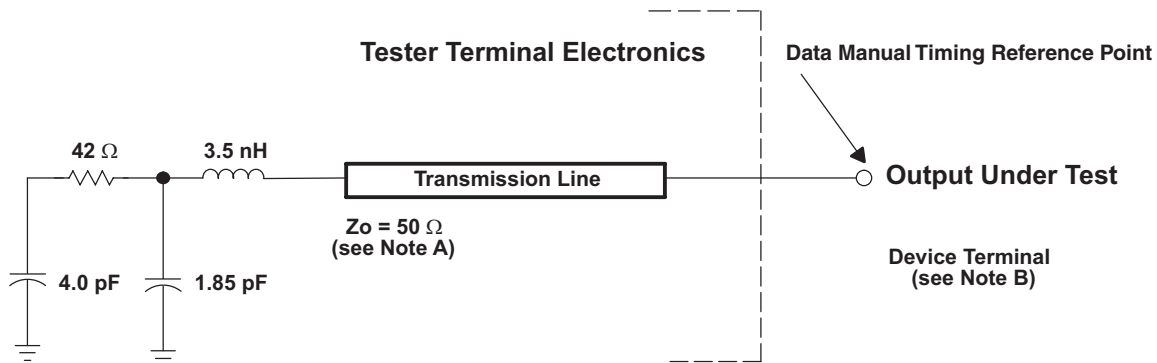 Tester Terminal Electronics
Data Manual Timing Reference Point
42 Ω
3.5 nH
Transmission Line
Output Under Test
Zo = 50 Ω
(see Note A)
4.0 pF
1.85 pF
Device Terminal
(see Note B)